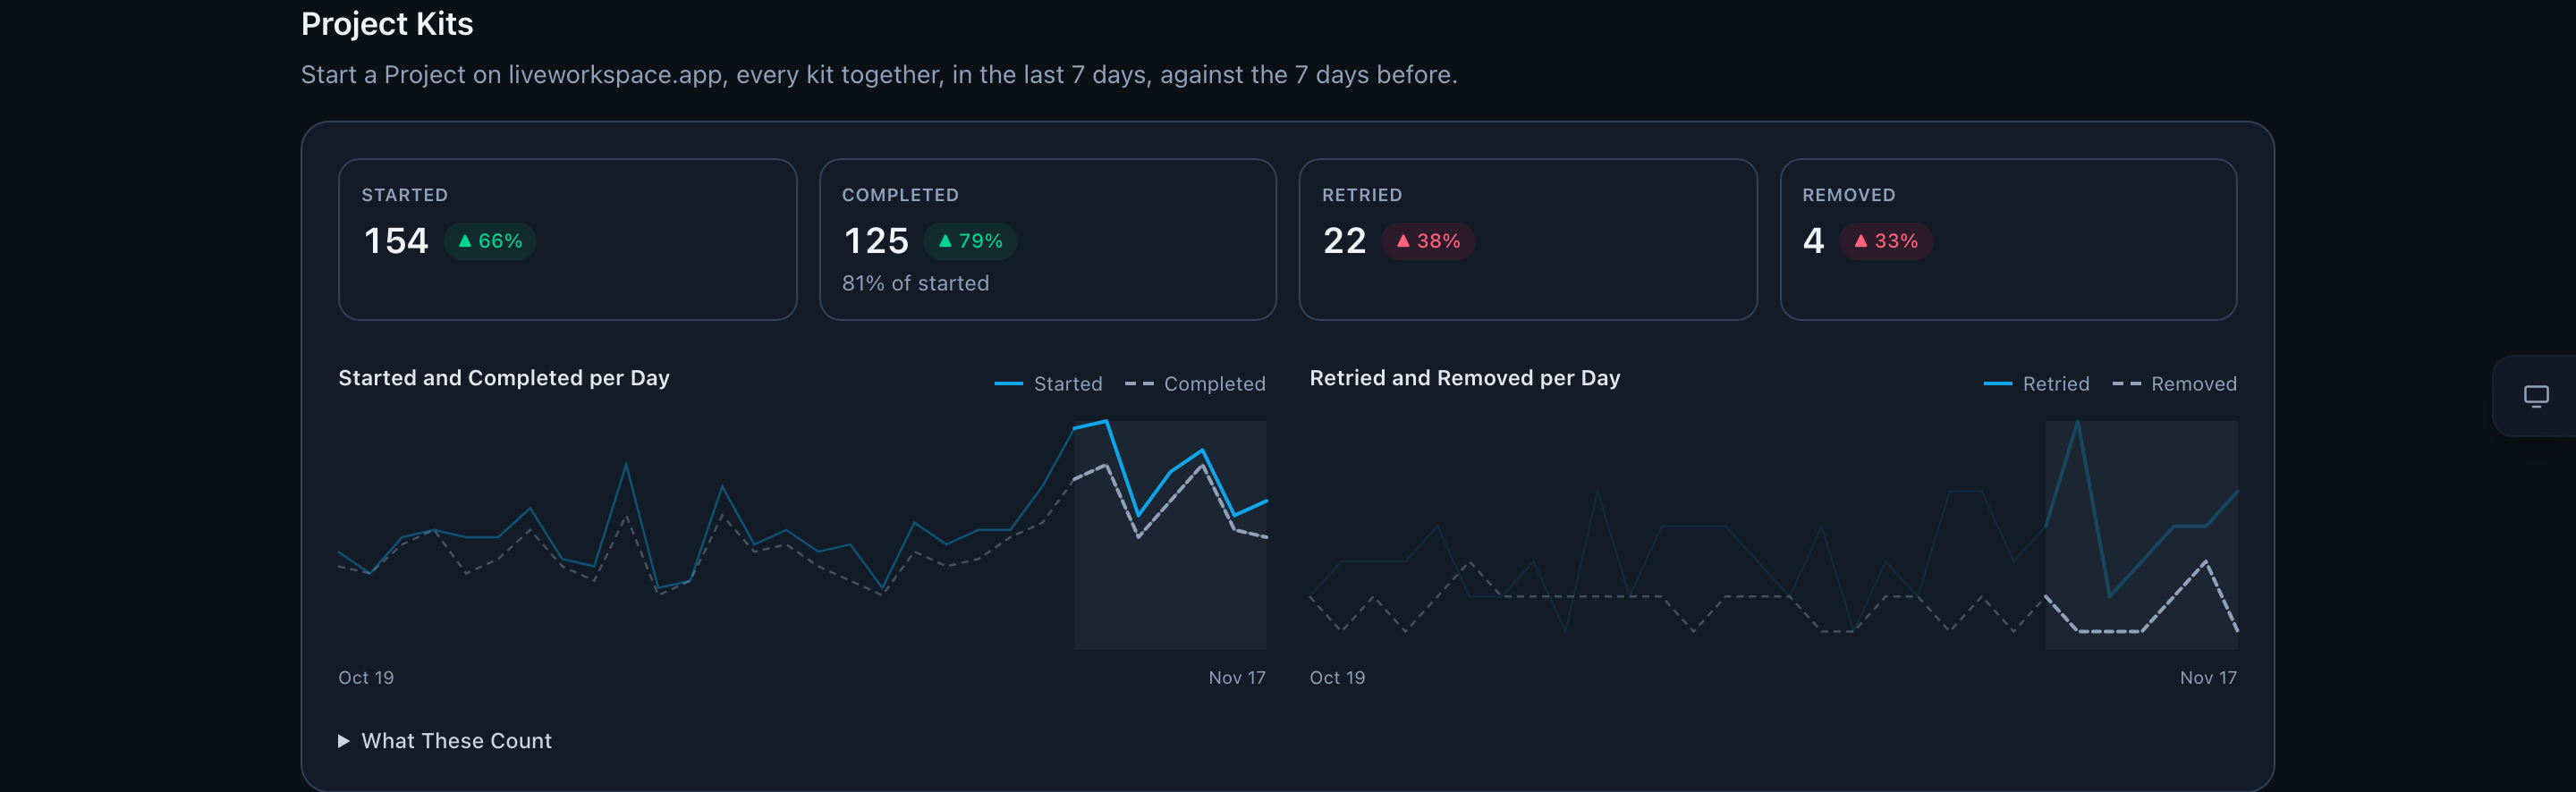 Project Kits
Start a Project on liveworkspace.app, every kit together, in the last 7 days, against the 7 days before.
STARTED
154 ▲ 66%
COMPLETED
125 ▲ 79%
81% of started
RETRIED
22 ▲ 38%
REMOVED
4 ▲ 33%
Started and Completed per Day
Started Completed
Oct 19 Nov 17
Retried and Removed per Day
Retried Removed
Oct 19 Nov 17
▶ What These Count